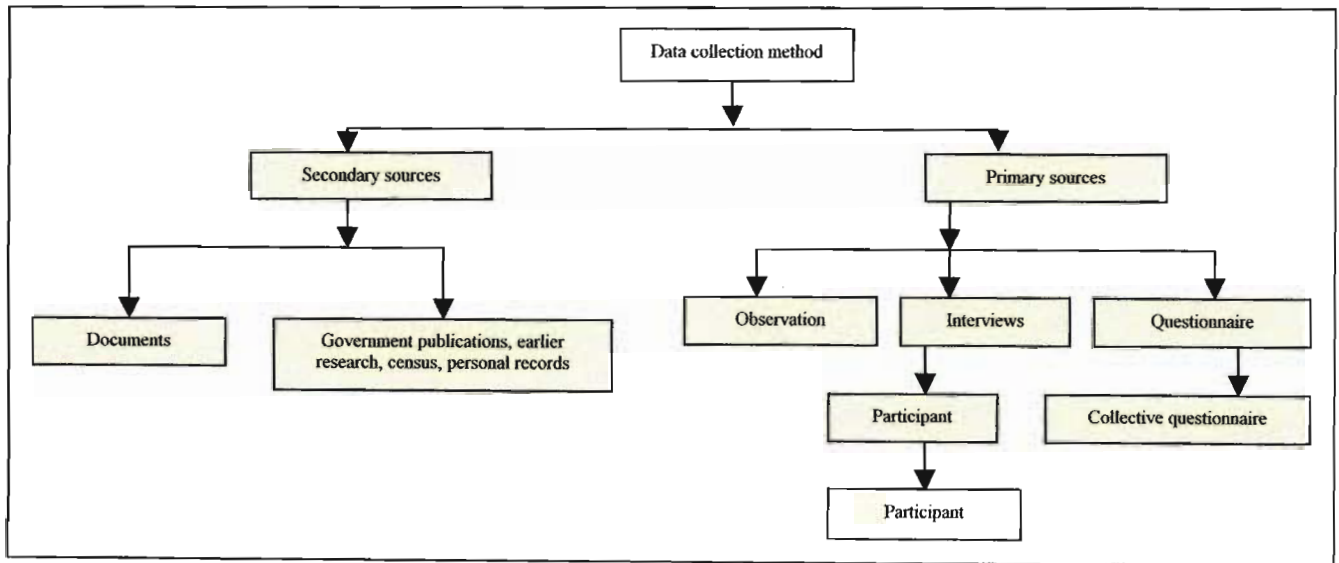 Data collection method
Secondary sources
Primary sources
Documents
Government publications, earlier
research, census, personal records
Observation
Interviews
Questionnaire
Participant
Collective questionnaire
Participant